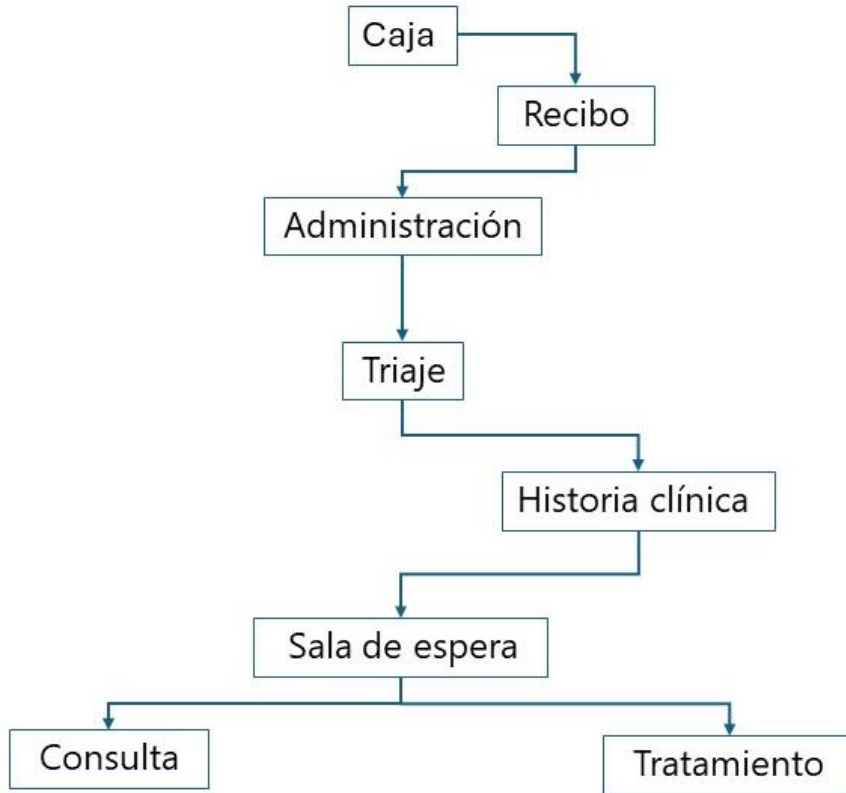 Caja
Recibo
Administración
Triaje
Historia clínica
Sala de espera
Consulta
Tratamiento